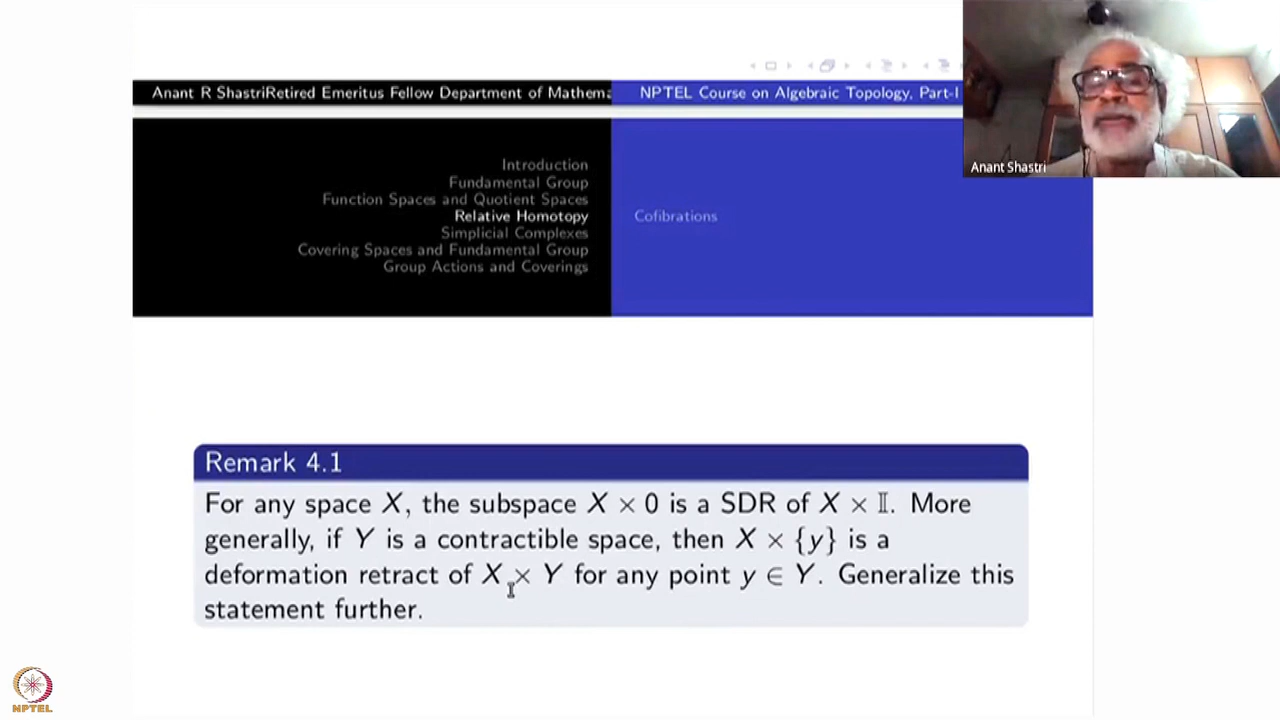 Anant R ShastriRetired Emeritus Fellow Department of Mathema
NPTEL Course on Algebraic Topology, Part-I
Anant Shastri
Introduction
Fundamental Group
Function Spaces and Quotient Spaces
Relative Homotopy
Simplicial Complexes
Covering Spaces and Fundamental Group
Group Actions and Coverings
Cofibrations
Remark 4.1
For any space X, the subspace X × 0 is a SDR of X × 𝕀. More
generally, if Y is a contractible space, then X × {y} is a
deformation retract of X × Y for any point y ∈ Y. Generalize this
statement further.
NPTEL